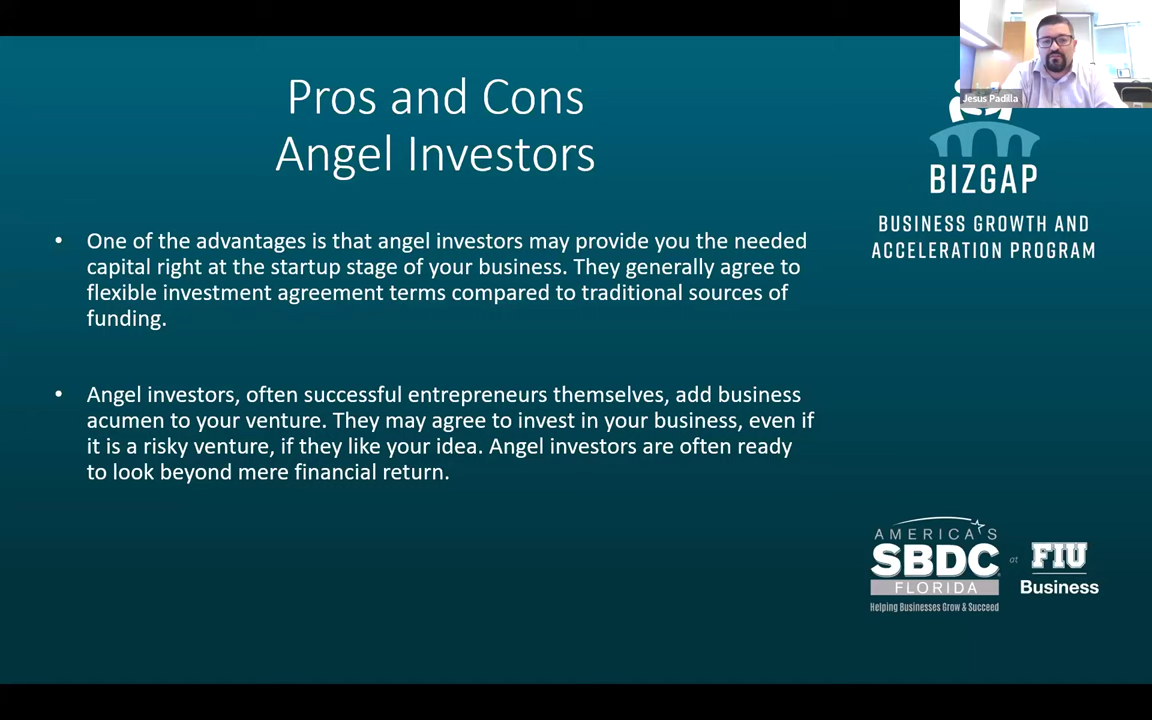 Pros and Cons
Angel Investors
• One of the advantages is that angel investors may provide you the needed
capital right at the startup stage of your business. They generally agree to
flexible investment agreement terms compared to traditional sources of
funding.
• Angel investors, often successful entrepreneurs themselves, add business
acumen to your venture. They may agree to invest in your business, even if
it is a risky venture, if they like your idea. Angel investors are often ready
to look beyond mere financial return.
Jesus Padilla
BIZGAP
BUSINESS GROWTH AND
ACCELERATION PROGRAM
AMERICA'S
SBDC
FLORIDA
Helping Businesses Grow & Succeed
at
FIU
Business